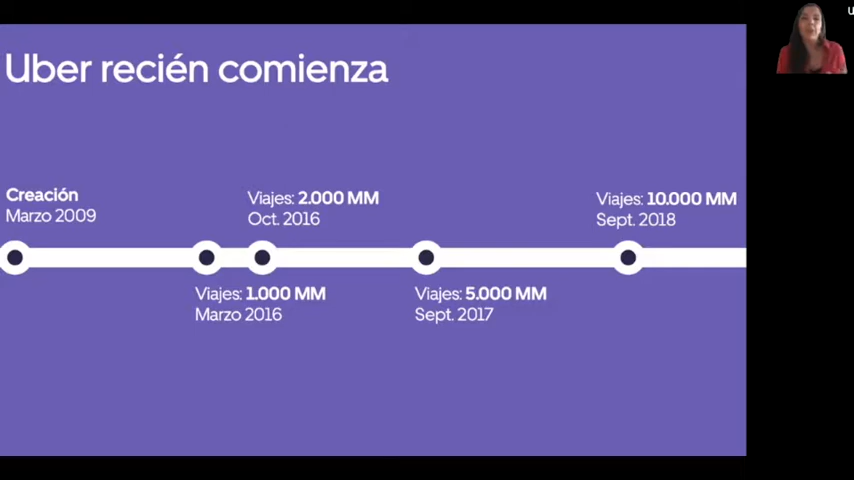 Uber recién comienza
Creación
Marzo 2009
Viajes: 2.000 MM
Oct. 2016
Viajes: 10.000 MM
Sept. 2018
Viajes: 1.000 MM
Marzo 2016
Viajes: 5.000 MM
Sept. 2017